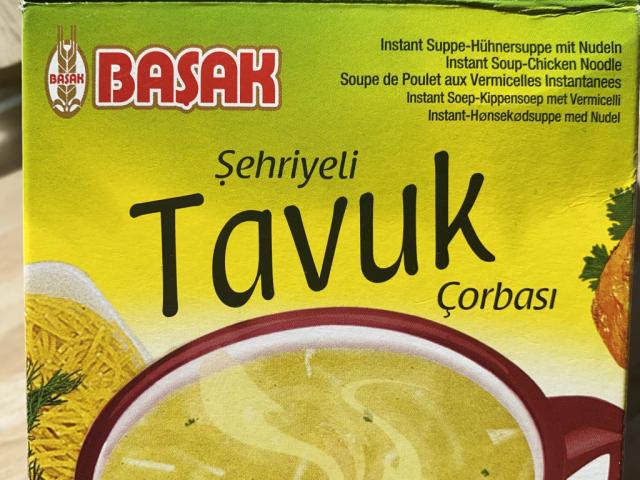 BAŞAK
BAŞAK
Instant Suppe-Hühnersuppe mit Nudeln
Instant Soup-Chicken Noodle
Soupe de Poulet aux Vermicelles Instantanees
Instant Soep-Kippensoep met Vermicelli
Instant-Hønsekødsuppe med Nudel
Şehriyeli
Tavuk
Çorbası